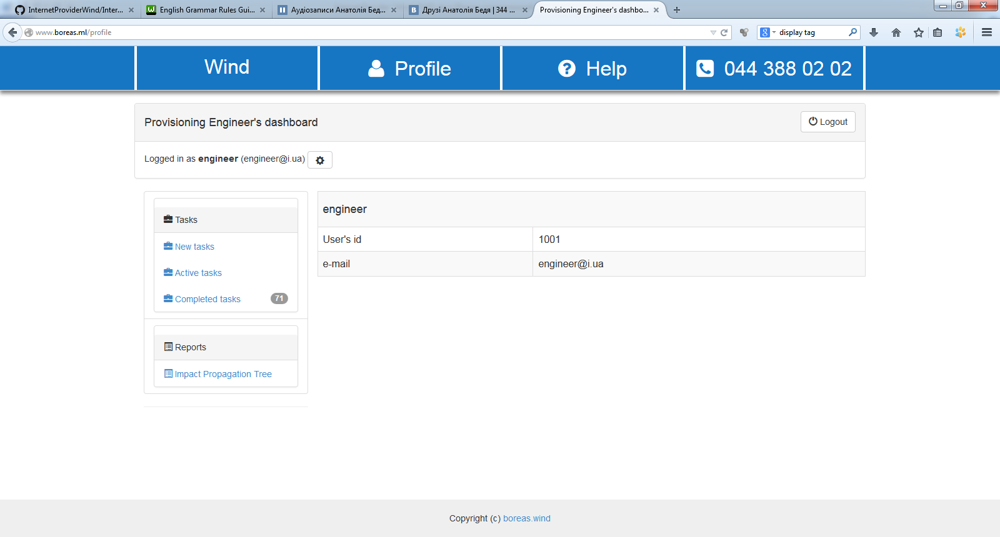 InternetProviderWind/Inter...
English Grammar Rules Gui...
Аудіозаписи Анатолія Бед...
Друзі Анатолія Бедя | 344 ...
Provisioning Engineer's dashbo...
www.boreas.ml/profile
display tag
Wind
Profile
Help
044 388 02 02
Provisioning Engineer's dashboard
Logout
Logged in as engineer (engineer@i.ua)
Tasks
New tasks
Active tasks
Completed tasks 71
Reports
Impact Propagation Tree
engineer
User's id 1001
e-mail engineer@i.ua
Copyright (c) boreas.wind